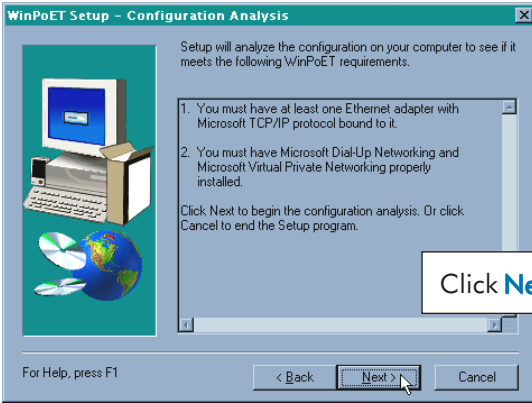 WinPoET Setup - Configuration Analysis
Setup will analyze the configuration on your computer to see if it
meets the following WinPoET requirements.
1. You must have at least one Ethernet adapter with
Microsoft TCP/IP protocol bound to it.
2. You must have Microsoft Dial-Up Networking and
Microsoft Virtual Private Networking properly
installed.
Click Next to begin the configuration analysis. Or click
Cancel to end the Setup program.
Click
For Help, press F1
< Back
Next >
Cancel